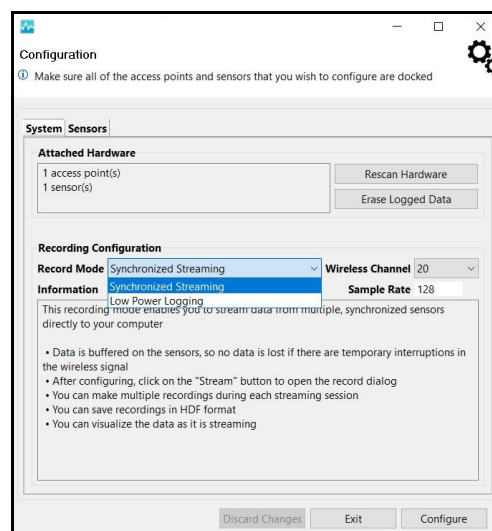 Configuration
Make sure all of the access points and sensors that you wish to configure are docked
System Sensors
Attached Hardware
1 access point(s)
1 sensor(s)
Rescan Hardware
Erase Logged Data
Recording Configuration
Record Mode Synchronized Streaming Wireless Channel 20
Information Synchronized Streaming Sample Rate 128
Low Power Logging
This recording mode enables you to stream data from multiple, synchronized sensors
directly to your computer
• Data is buffered on the sensors, so no data is lost if there are temporary interruptions in
the wireless signal
• After configuring, click on the "Stream" button to open the record dialog
• You can make multiple recordings during each streaming
session
• You can save recordings in HDF format
• You can visualize the data as it is streaming
Discard Changes Exit Configure